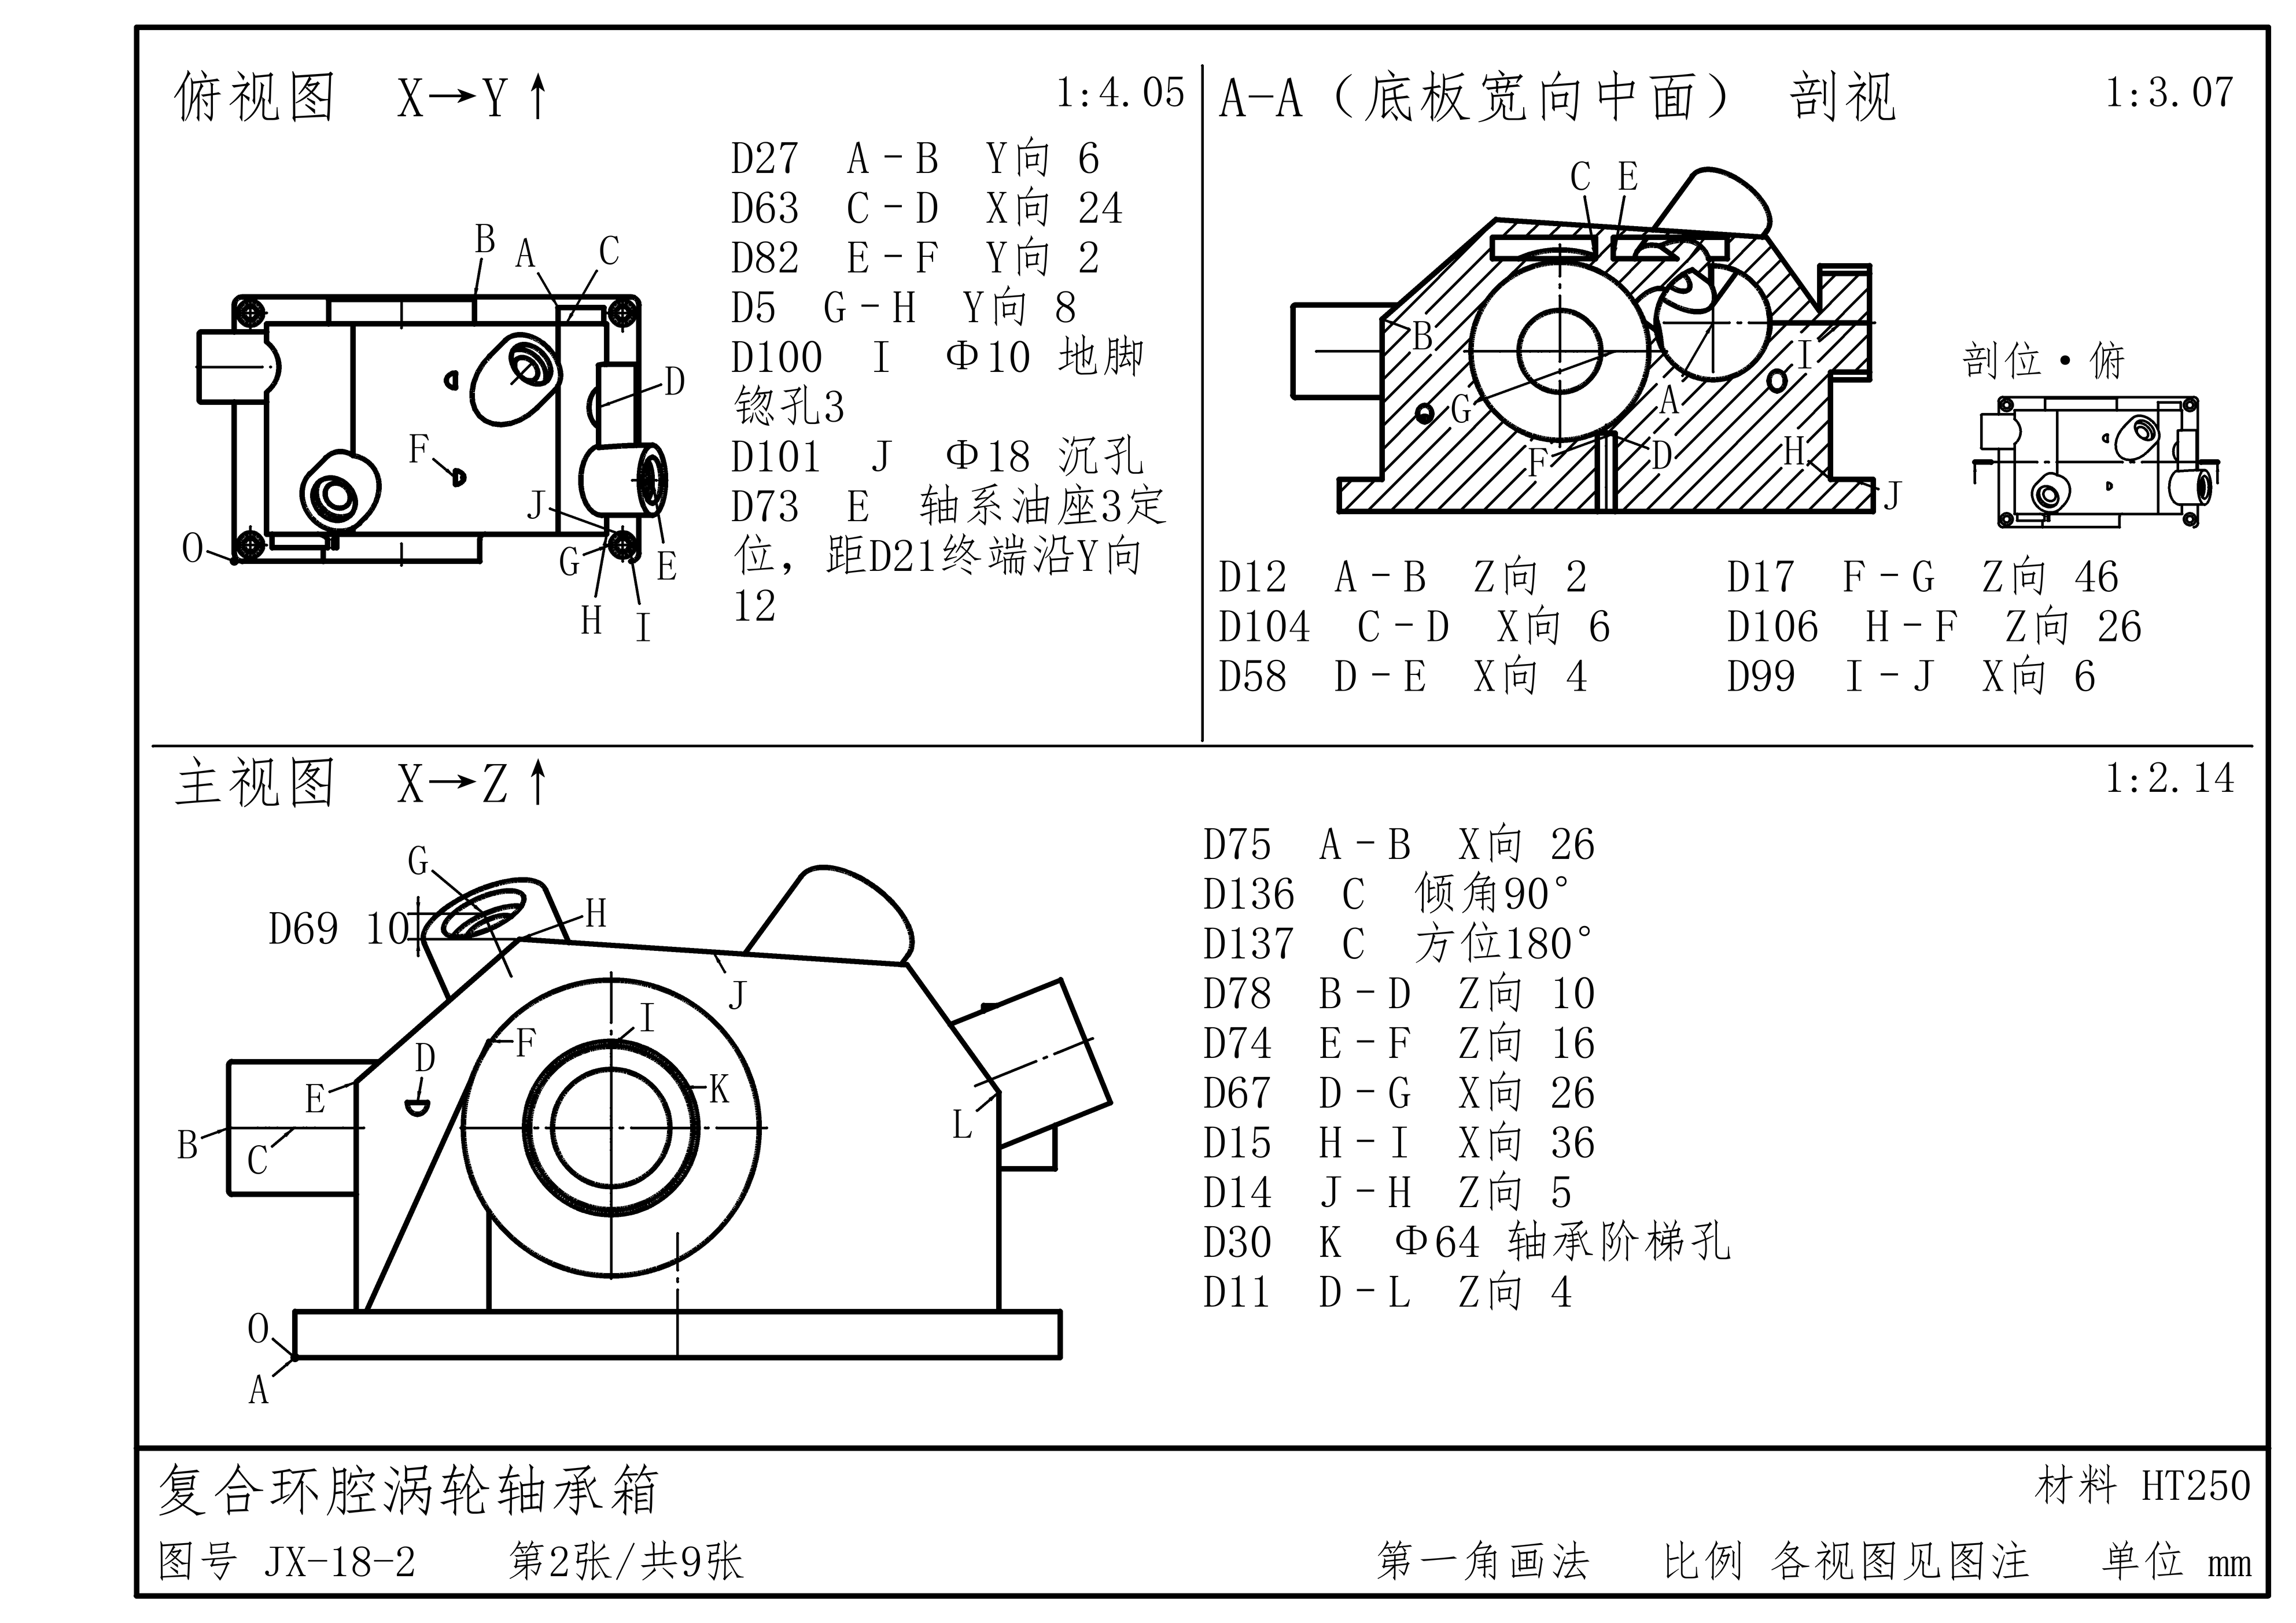 俯视图 X→Y↑ 1:4.05
D27 A-B Y向 6
D63 C-D X向 24
D82 E-F Y向 2
D5 G-H Y向 8
D100 I Φ10 地脚
锪孔3
D101 J Φ18 沉孔
D73 E 轴系油座3定
位，距D21终端沿Y向
12
B
A
C
D
F
J
O
G
E
H
I
A-A（底板宽向中面） 剖视 1:3.07
C E
B
I
G
A
F
D
H
J
剖位·俯
D12 A-B Z向 2
D104 C-D X向 6
D58 D-E X向 4
D17 F-G Z向 46
D106 H-F Z向 26
D99 I-J X向 6
主视图 X→Z↑ 1:2.14
G
D69 10
H
J
I
F
D
K
E
B
C
L
O
A
D75 A-B X向 26
D136 C 倾角90°
D137 C 方位180°
D78 B-D Z向 10
D74 E-F Z向 16
D67 D-G X向 26
D15 H-I X向 36
D14 J-H Z向 5
D30 K Φ64 轴承阶梯孔
D11 D-L Z向 4
复合环腔涡轮轴承箱 材料 HT250
图号 JX-18-2 第2张/共9张 第一角画法 比例 各视图见图注 单位 mm